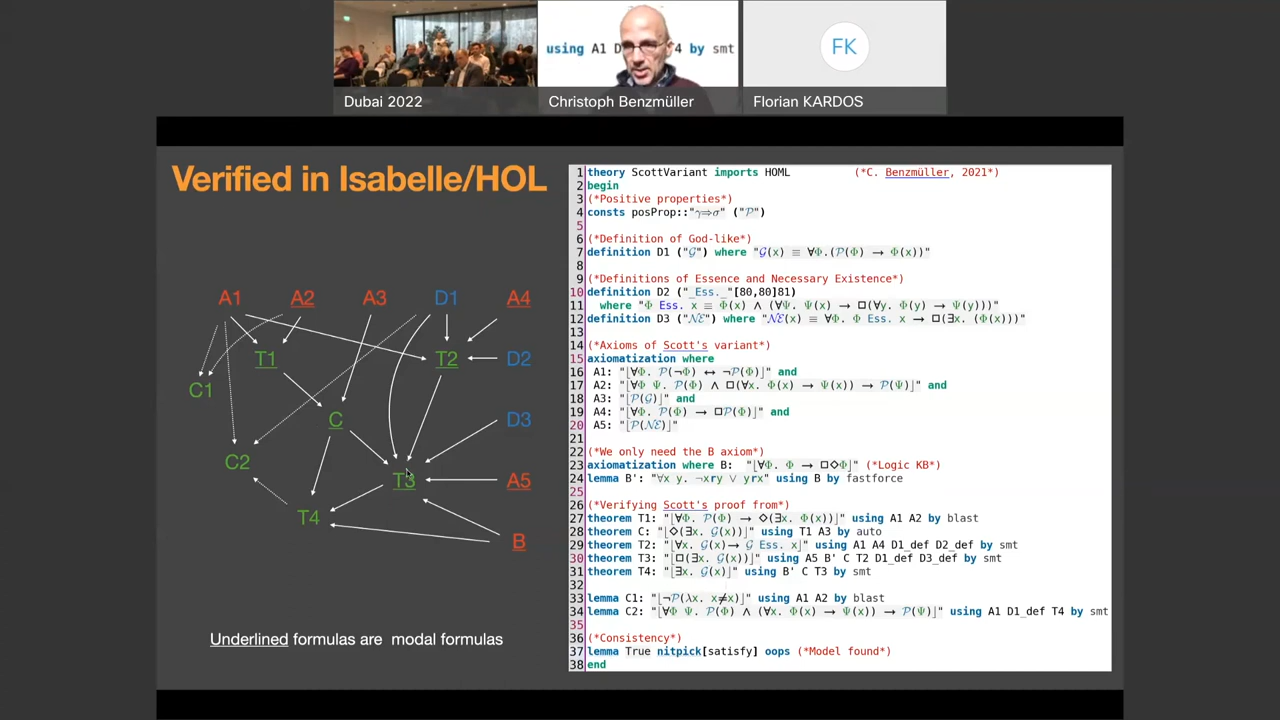 using A1 D T4 by smt
FK
Dubai 2022
Christoph Benzmüller
Florian KARDOS
Verified in Isabelle/HOL
A1 A2 A3 D1 A4
T1 T2 D2
C1
C D3
C2 T3 A5
T4 B
Underlined formulas are modal formulas
1 theory ScottVariant imports HOML (*C. Benzmüller, 2021*)
2 begin
3 (*Positive properties*)
4 consts posProp::"γ⇒σ" ("𝒫")
5
6 (*Definition of God-like*)
7 definition D1 ("𝒢") where "𝒢(x) ≡ ∀Φ.(𝒫(Φ) → Φ(x))"
8
9 (*Definitions of Essence and Necessary Existence*)
10 definition D2 ("_Ess._"[80,80]81)
11 where "Φ Ess. x ≡ Φ(x) ∧ (∀Ψ. Ψ(x) → □(∀y. Φ(y) → Ψ(y)))"
12 definition D3 ("𝒩ℰ") where "𝒩ℰ(x) ≡ ∀Φ. Φ Ess. x → □(∃x. (Φ(x)))"
13
14 (*Axioms of Scott's variant*)
15 axiomatization where
16 A1: "⌊∀Φ. 𝒫(¬Φ) ↔ ¬𝒫(Φ)⌋" and
17 A2: "⌊∀Φ Ψ. 𝒫(Φ) ∧ □(∀x. Φ(x) → Ψ(x)) → 𝒫(Ψ)⌋" and
18 A3: "⌊𝒫(𝒢)⌋" and
19 A4: "⌊∀Φ. 𝒫(Φ) → □𝒫(Φ)⌋" and
20 A5: "⌊𝒫(𝒩ℰ)⌋"
21
22 (*We only need the B axiom*)
23 axiomatization where B: "⌊∀Φ. Φ → □◇Φ⌋" (*Logic KB*)
24 lemma B': "∀x y. ¬xry ∨ yrx" using B by fastforce
25
26 (*Verifying Scott's proof from*)
27 theorem T1: "⌊∀Φ. 𝒫(Φ) → ◇(∃x. Φ(x))⌋" using A1 A2 by blast
28 theorem C: "⌊◇(∃x. 𝒢(x))⌋" using T1 A3 by auto
29 theorem T2: "⌊∀x. 𝒢(x)→ 𝒢 Ess. x⌋" using A1 A4 D1_def D2_def by smt
30 theorem T3: "⌊□(∃x. 𝒢(x))⌋" using A5 B' C T2 D1_def D3_def by smt
31 theorem T4: "⌊∃x. 𝒢(x)⌋" using B' C T3 by smt
32
33 lemma C1: "⌊¬𝒫(λx. x≠x)⌋" using A1 A2 by blast
34 lemma C2: "⌊∀Φ Ψ. 𝒫(Φ) ∧ (∀x. Φ(x) → Ψ(x)) → 𝒫(Ψ)⌋" using A1 D1_def T4 by smt
35
36 (*Consistency*)
37 lemma True nitpick[satisfy] oops (*Model found*)
38 end